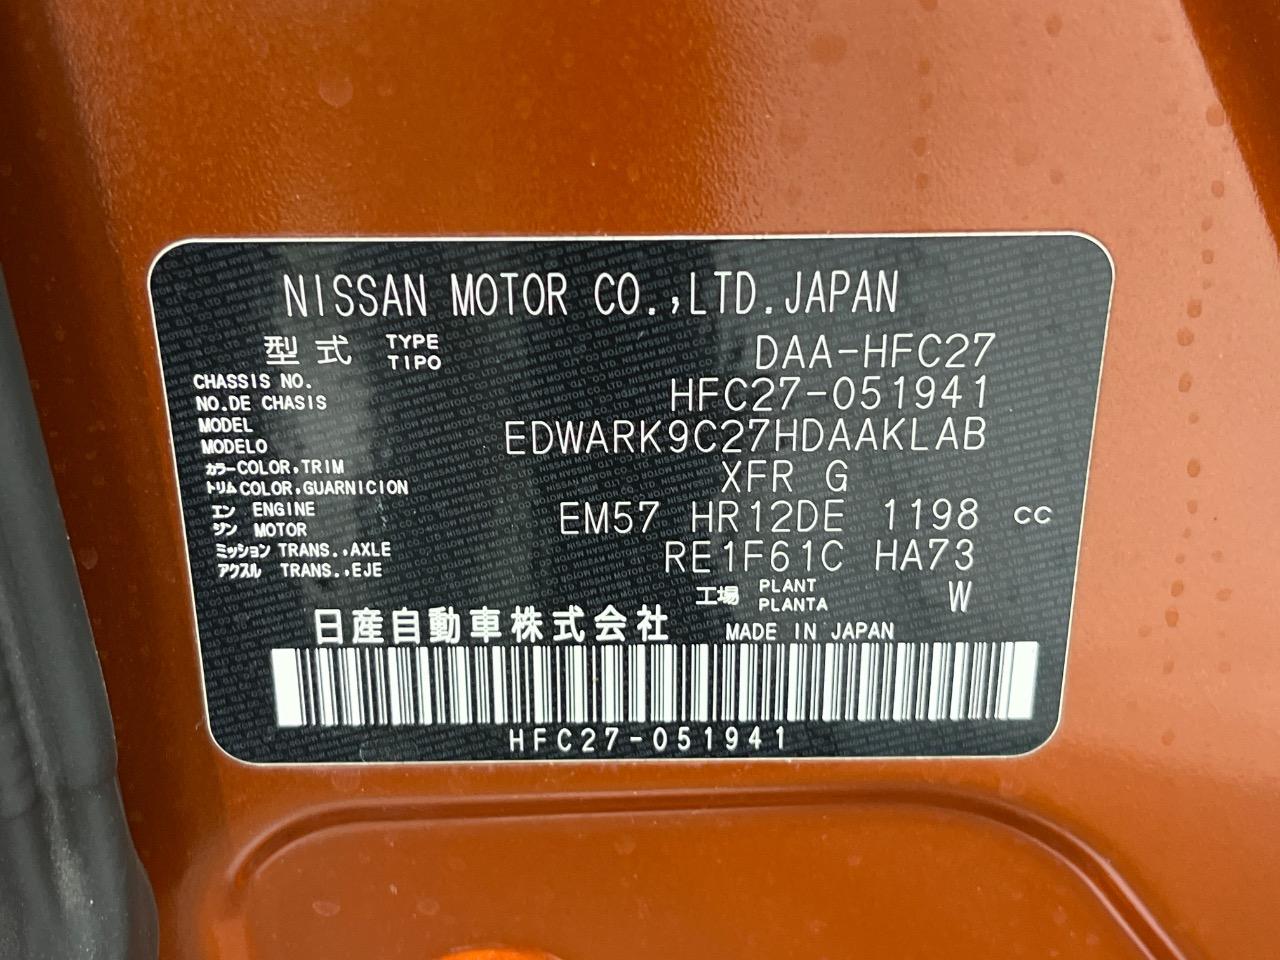 NISSAN MOTOR CO.,LTD.JAPAN
型式 TYPE TIPO DAA-HFC27
CHASSIS NO.
NO.DE CHASIS HFC27-051941
MODEL
MODELO EDWARK9C27HDAAKLAB
カラー COLOR,TRIM
トリム COLOR,GUARNICION XFR G
エン ENGINE
ジン MOTOR EM57 HR12DE 1198 cc
ミッション TRANS.,AXLE
アクスル TRANS.,EJE RE1F61C HA73
工場 PLANT PLANTA W
日産自動車株式会社 MADE IN JAPAN
HFC27-051941